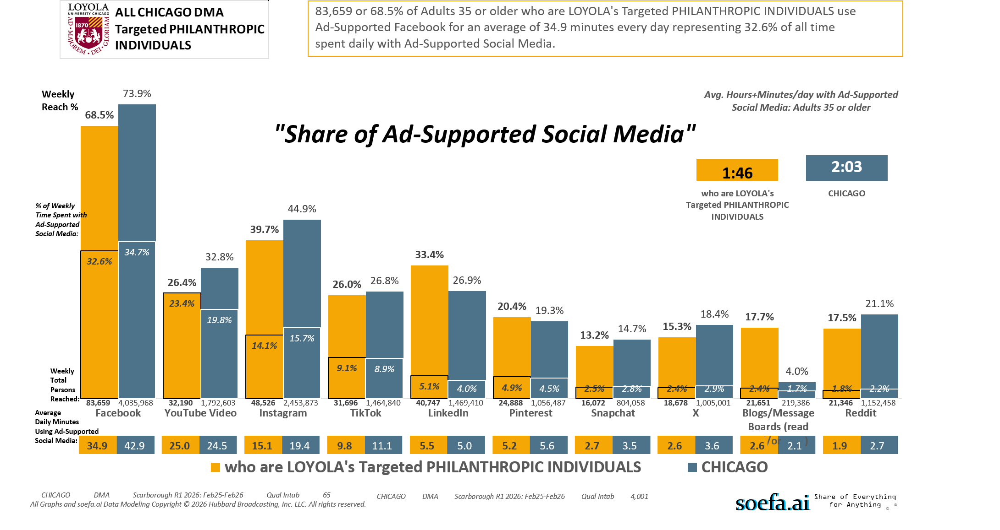 LOYOLA
UNIVERSITY CHICAGO
1870
AD • MAJOREM • DEI • GLORIAM
ALL CHICAGO DMA
Targeted PHILANTHROPIC
INDIVIDUALS
83,659 or 68.5% of Adults 35 or older who are LOYOLA's Targeted PHILANTHROPIC INDIVIDUALS use
Ad-Supported Facebook for an average of 34.9 minutes every day representing 32.6% of all time
spent daily with Ad-Supported Social Media.
Weekly
Reach %
Avg. Hours+Minutes/day with Ad-Supported
Social Media: Adults 35 or older
"Share of Ad-Supported Social Media"
1:46 2:03
who are LOYOLA's
Targeted PHILANTHROPIC
INDIVIDUALS
CHICAGO
68.5% 73.9% 26.4% 32.8% 39.7% 44.9% 26.0% 26.8% 33.4% 26.9% 20.4% 19.3% 13.2% 14.7% 15.3% 18.4% 17.7% 4.0% 17.5% 21.1%
% of Weekly
Time Spent with
Ad-Supported
Social Media:
32.6% 34.7% 23.4% 19.8% 14.1% 15.7% 9.1% 8.9% 5.1% 4.0% 4.9% 4.5% 2.5% 2.8% 2.4% 2.9% 2.4% 1.7% 1.8% 2.2%
Weekly
Total
Persons
Reached:
83,659 4,035,968 32,190 1,792,603 48,526 2,453,873 31,696 1,464,840 40,747 1,469,410 24,888 1,056,487 16,072 804,058 18,678 1,005,001 21,651 219,386 21,346 1,152,458
Facebook YouTube Video Instagram TikTok LinkedIn Pinterest Snapchat X Blogs/Message Reddit
Boards (read
/or )
Average
Daily Minutes
Using Ad-Supported
Social Media:
34.9 42.9 25.0 24.5 15.1 19.4 9.8 11.1 5.5 5.0 5.2 5.6 2.7 3.5 2.6 3.6 2.6 2.1 1.9 2.7
who are LOYOLA's Targeted PHILANTHROPIC INDIVIDUALS CHICAGO
CHICAGO DMA Scarborough R1 2026: Feb25-Feb26 Qual Intab 65
CHICAGO DMA Scarborough R1 2026: Feb25-Feb26 Qual Intab 4,001
All Graphs and soefa.ai Data Modeling Copyright © 2026 Hubbard Broadcasting, Inc. LLC. All rights reserved.
soefa.ai
Share of Everything
for Anything © ©